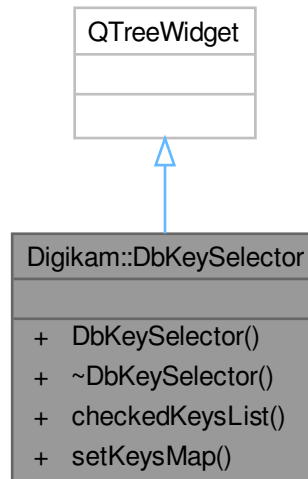 QTreeWidget
Digikam::DbKeySelector
+ DbKeySelector()
+ ~DbKeySelector()
+ checkedKeysList()
+ setKeysMap()